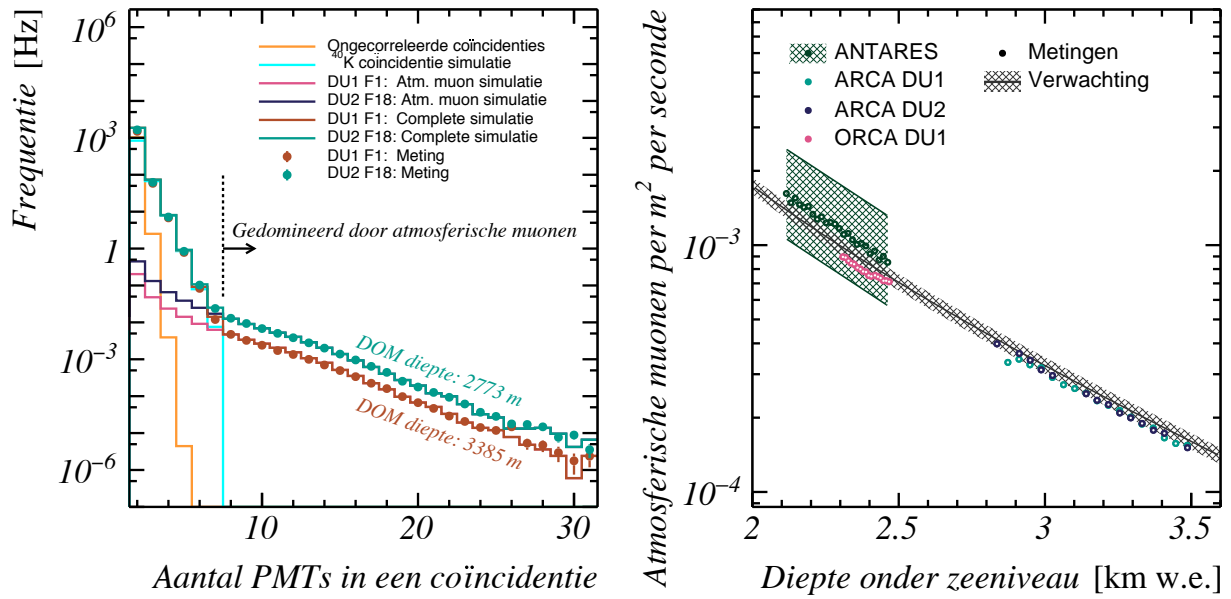 Frequentie [Hz]
10^6
10^3
1
10^-3
10^-6
Ongecorreleerde coïncidenties
^40K coïncidentie simulatie
DU1 F1: Atm. muon simulatie
DU2 F18: Atm. muon simulatie
DU1 F1: Complete simulatie
DU2 F18: Complete simulatie
DU1 F1: Meting
DU2 F18: Meting
Gedomineerd door atmosferische muonen
DOM diepte: 2773 m
DOM diepte: 3385 m
10
20
30
Aantal PMTs in een coïncidentie
Atmosferische muonen per m^2 per seconde
10^-3
10^-4
ANTARES
ARCA DU1
ARCA DU2
ORCA DU1
Metingen
Verwachting
2
2.5
3
3.5
Diepte onder zeeniveau [km w.e.]